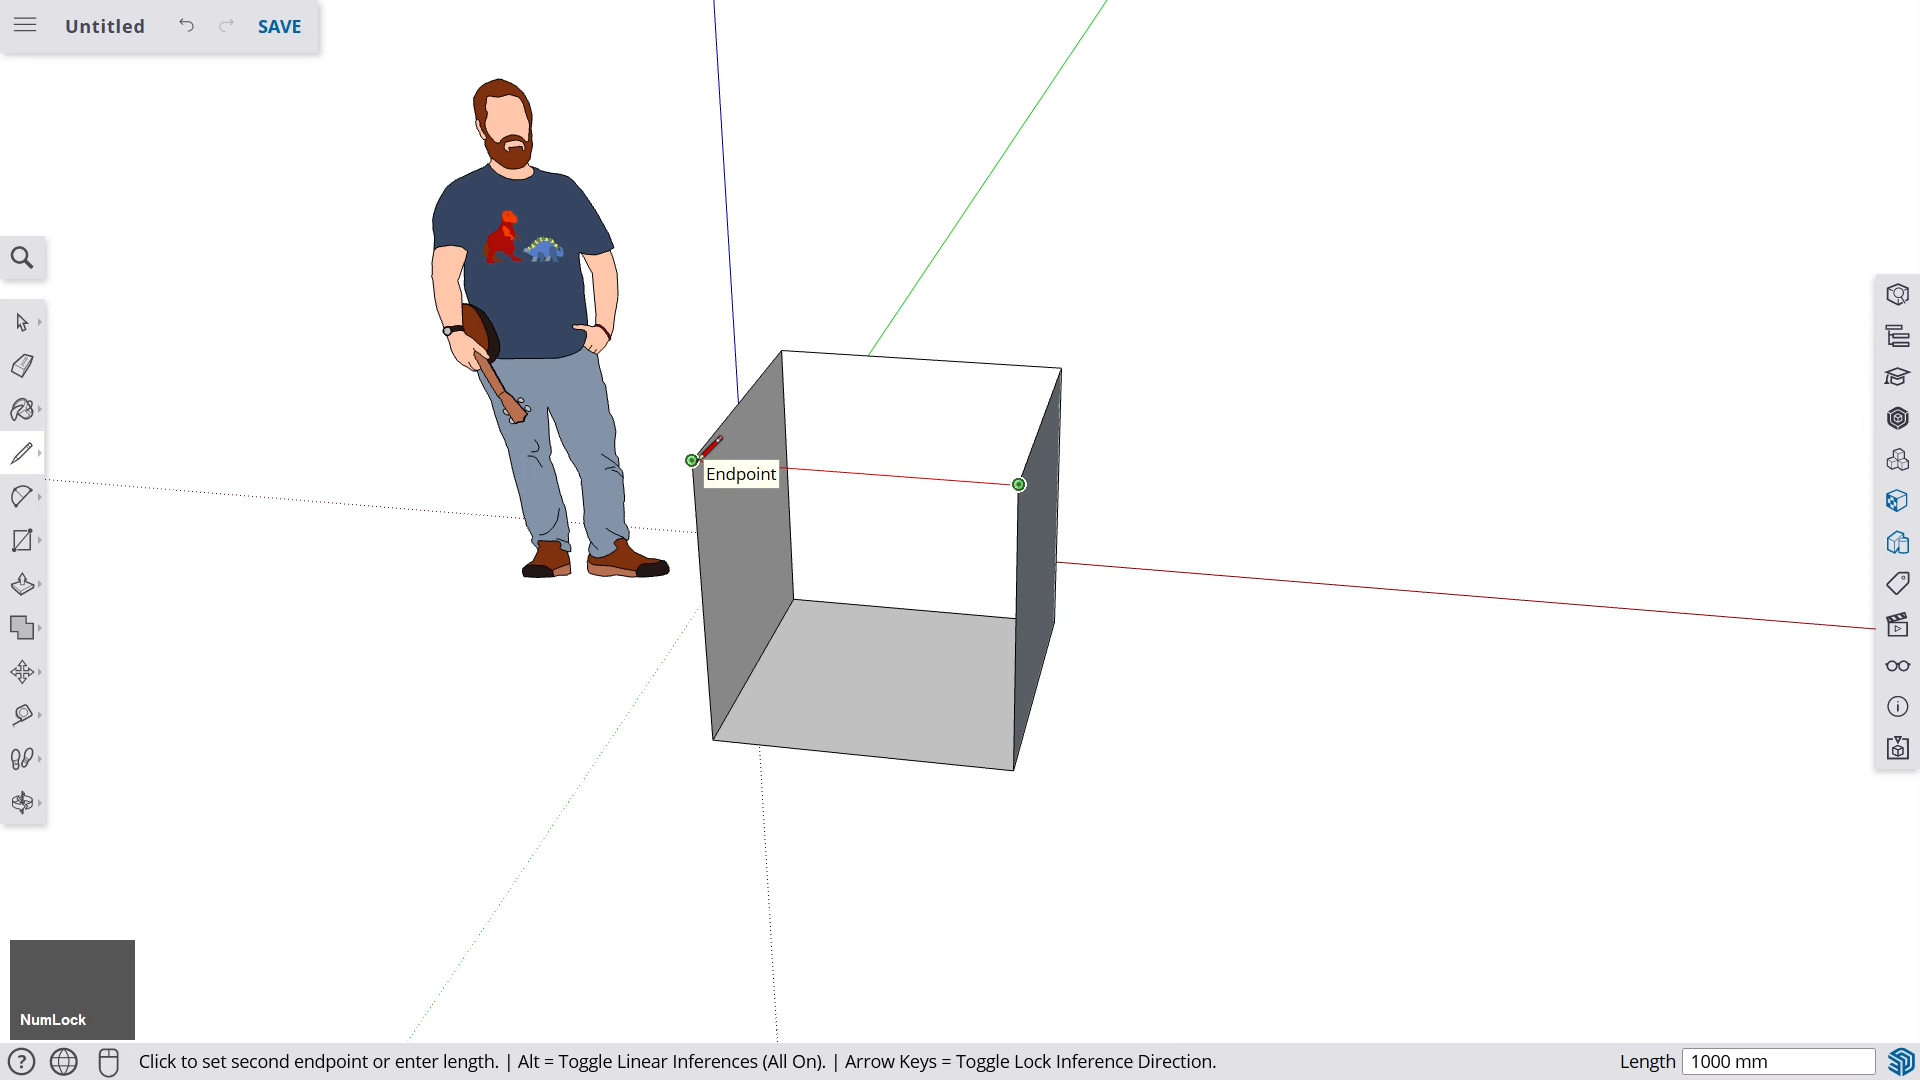 Untitled
SAVE
Endpoint
NumLock
Click to set second endpoint or enter length. | Alt = Toggle Linear Inferences (All On). | Arrow Keys = Toggle Lock Inference Direction.
Length 1000 mm